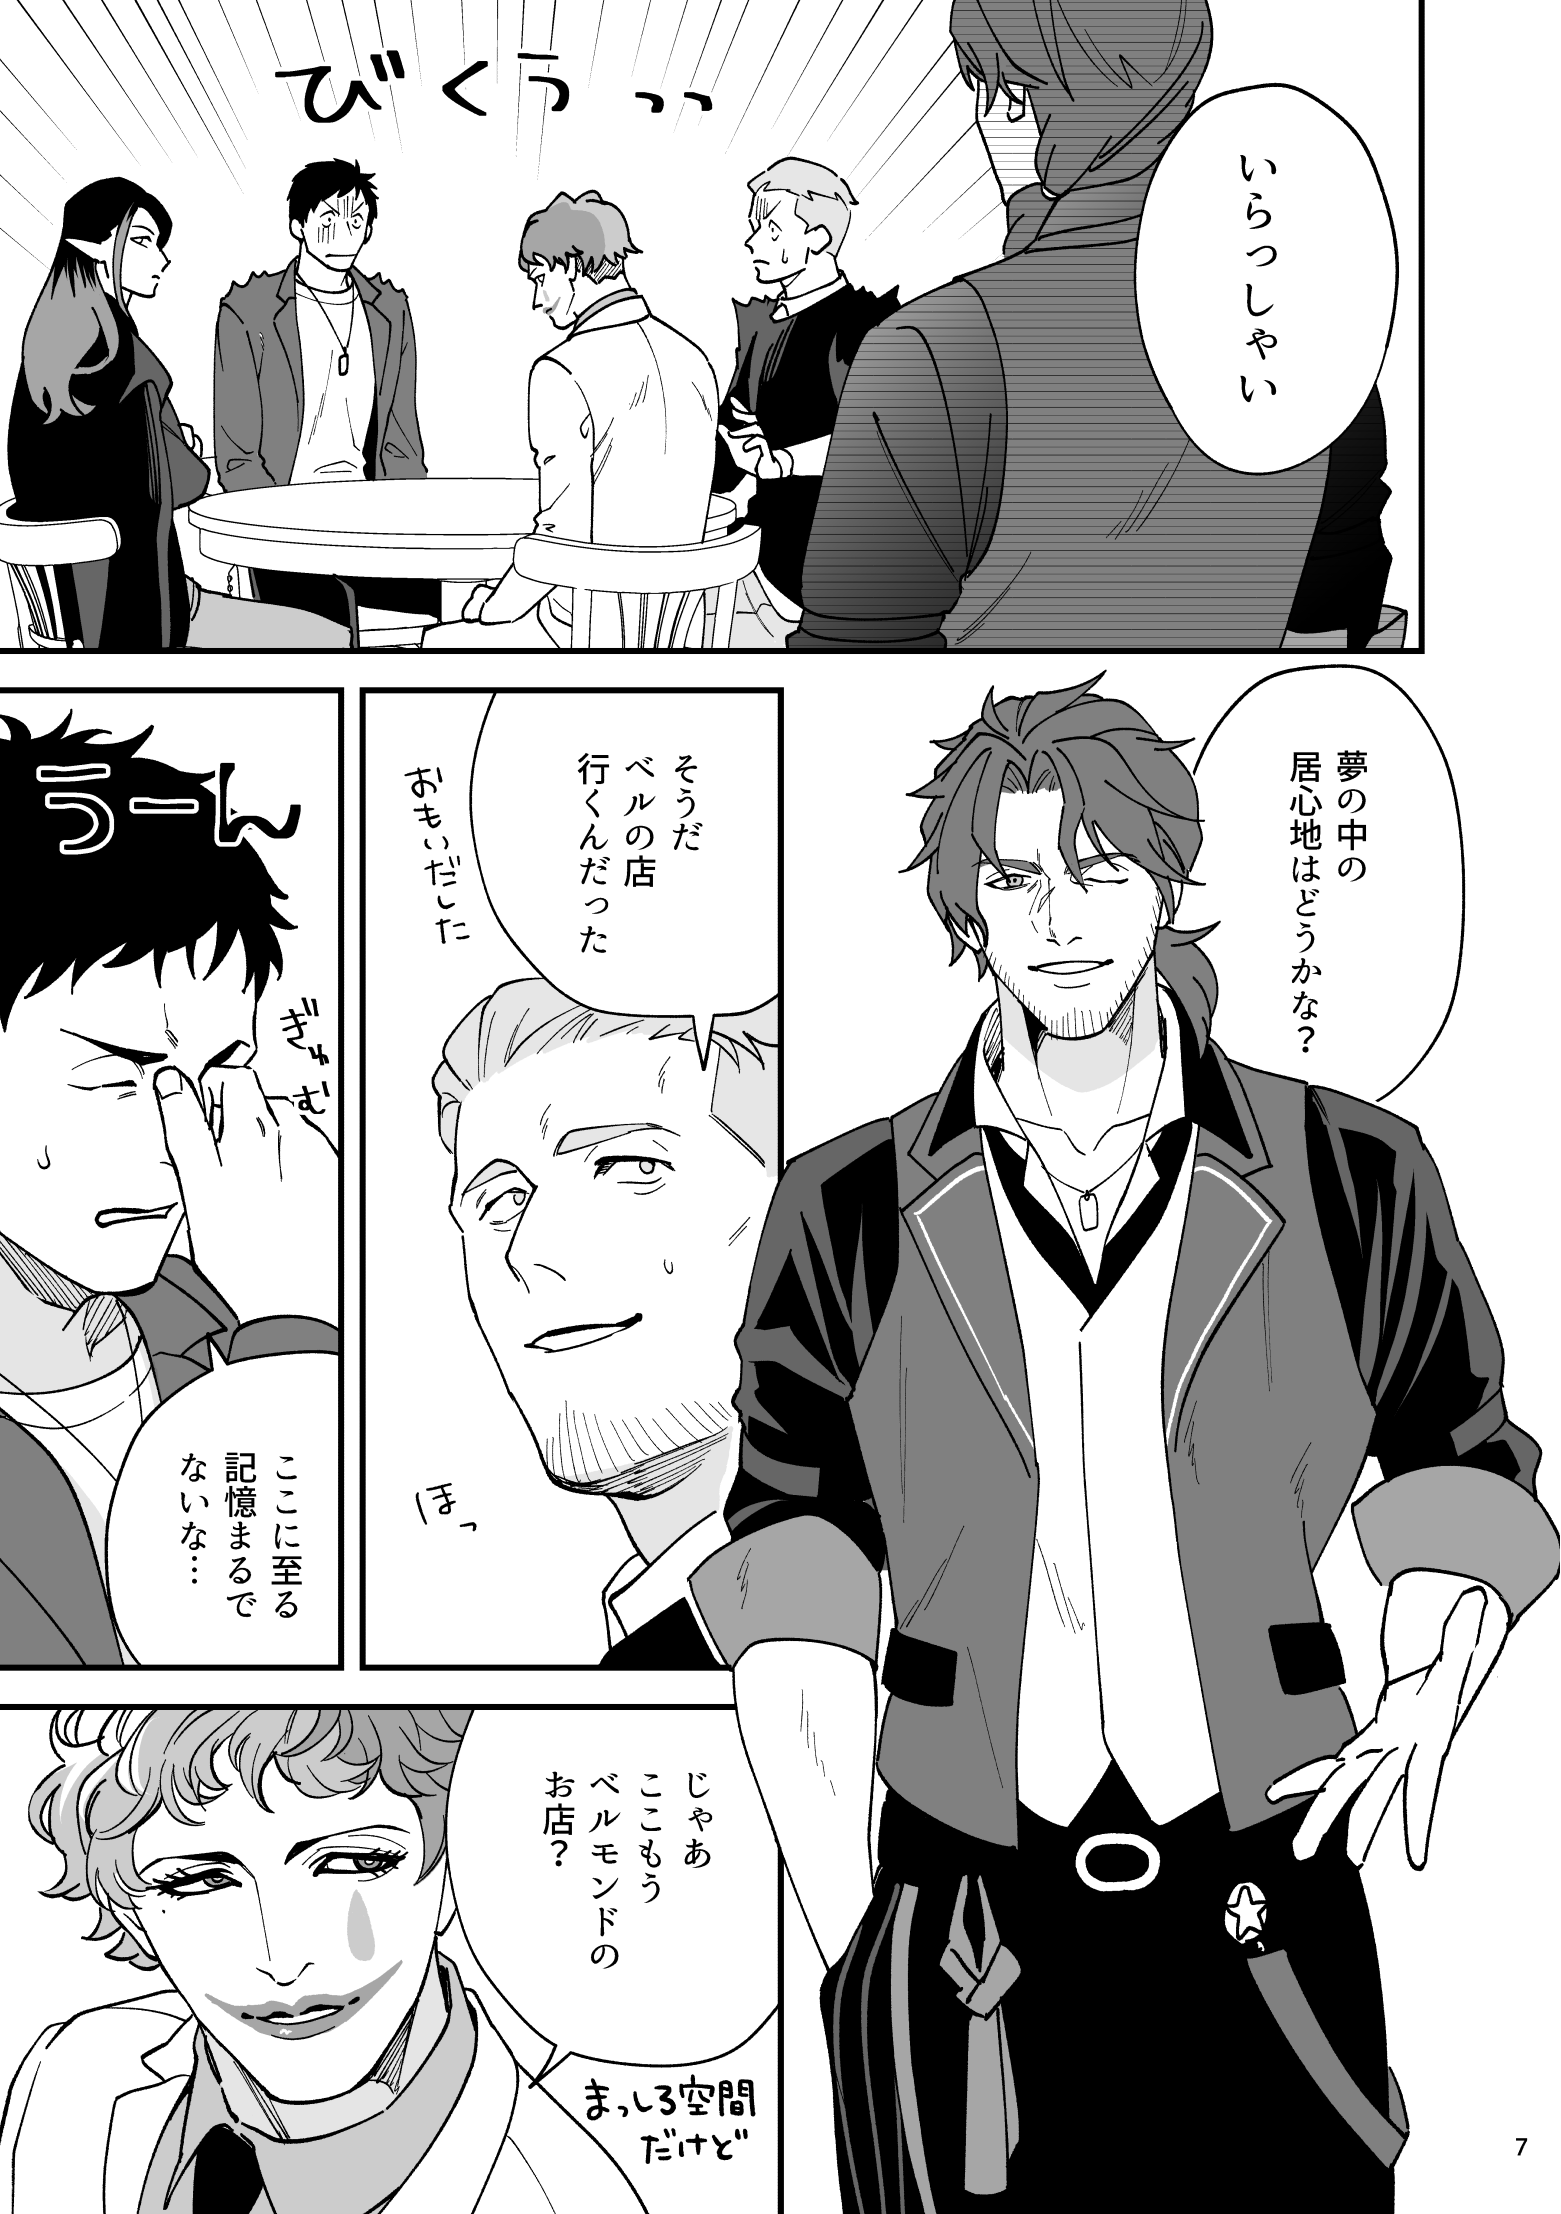 いらっしゃい
びくぅっっ
夢の中の
居心地はどうかな？
そうだ
ベルの店
行くんだった
おもいだした
ほっ
うーん
ぎゅむ
ここに至る
記憶まるで
ないな…
じゃあ
ここもう
ベルモンドの
お店？
まっしろ空間
だけど
7